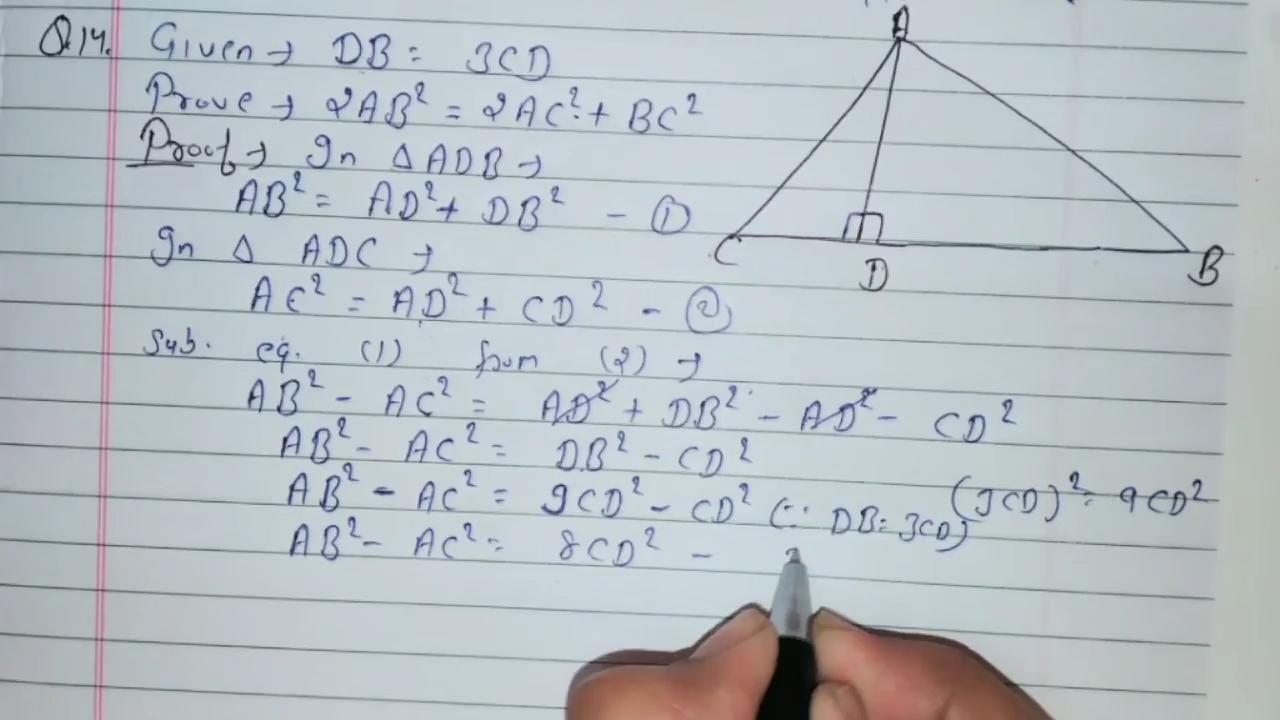 Q.14. Given → DB = 3CD
Prove → 2AB² = 2AC² + BC²
Proof → In △ADB →
AB² = AD² + DB² - ①
In △ ADC →
AC² = AD² + CD² - ②
Sub. eq. (1) from (2) →
AB² - AC² = AD² + DB² - AD² - CD²
AB² - AC² = DB² - CD²
AB² - AC² = 9CD² - CD² (∵ DB = 3CD)
(3CD)² = 9CD²
AB² - AC² = 8CD² -
A
C
D
B